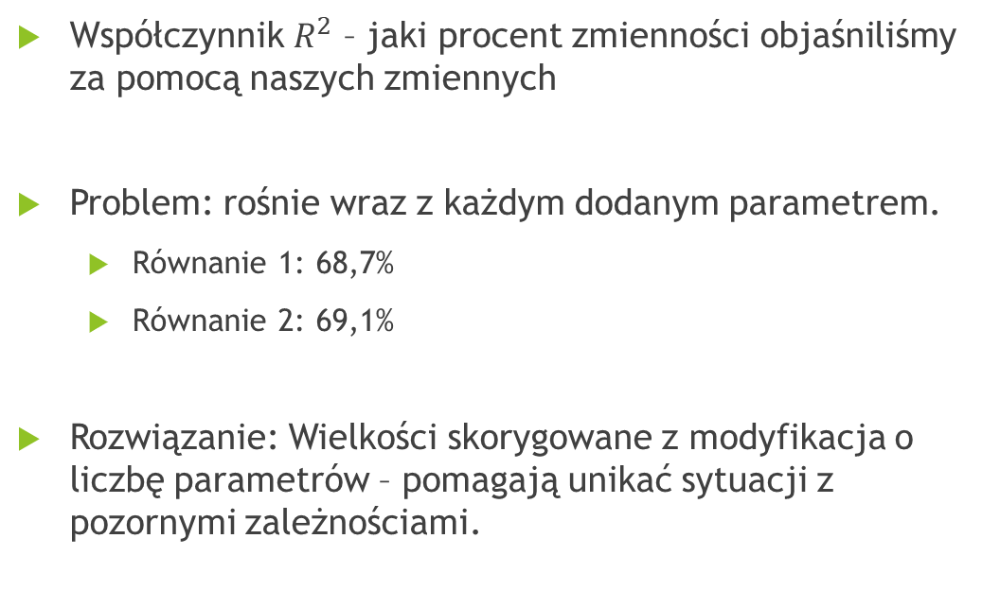 Współczynnik R² – jaki procent zmienności objaśniliśmy
za pomocą naszych zmiennych
Problem: rośnie wraz z każdym dodanym parametrem.
Równanie 1: 68,7%
Równanie 2: 69,1%
Rozwiązanie: Wielkości skorygowane z modyfikacja o
liczbę parametrów – pomagają unikać sytuacji z
pozornymi zależnościami.